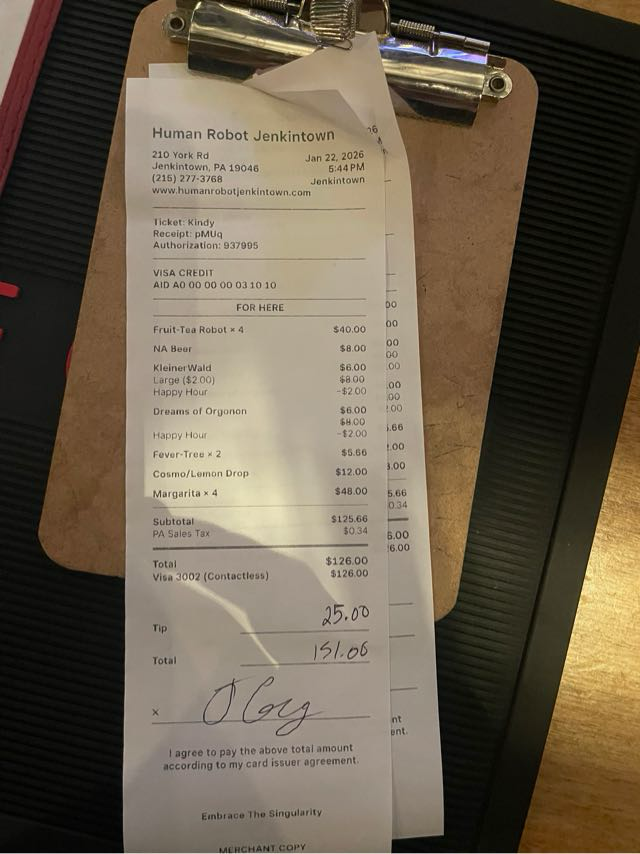 Human Robot Jenkintown
210 York Rd Jan 22, 2026
Jenkintown, PA 19046 5:44 PM
(215) 277-3768 Jenkintown
www.humanrobotjenkintown.com
Ticket: Kindy
Receipt: pMUq
Authorization: 937995
VISA CREDIT
AID A0 00 00 00 03 10 10
FOR HERE
Fruit-Tea Robot × 4 $40.00
NA Beer $8.00
KleinerWald $6.00
Large ($2.00) $8.00
Happy Hour -$2.00
Dreams of Orgonon $6.00
$8.00
Happy Hour -$2.00
Fever-Tree × 2 $5.66
Cosmo/Lemon Drop $12.00
Margarita × 4 $48.00
Subtotal $125.66
PA Sales Tax $0.34
Total $126.00
Visa 3002 (Contactless) $126.00
Tip 25.00
Total 151.00
x
I agree to pay the above total amount
according to my card issuer agreement.
Embrace The Singularity
MERCHANT COPY